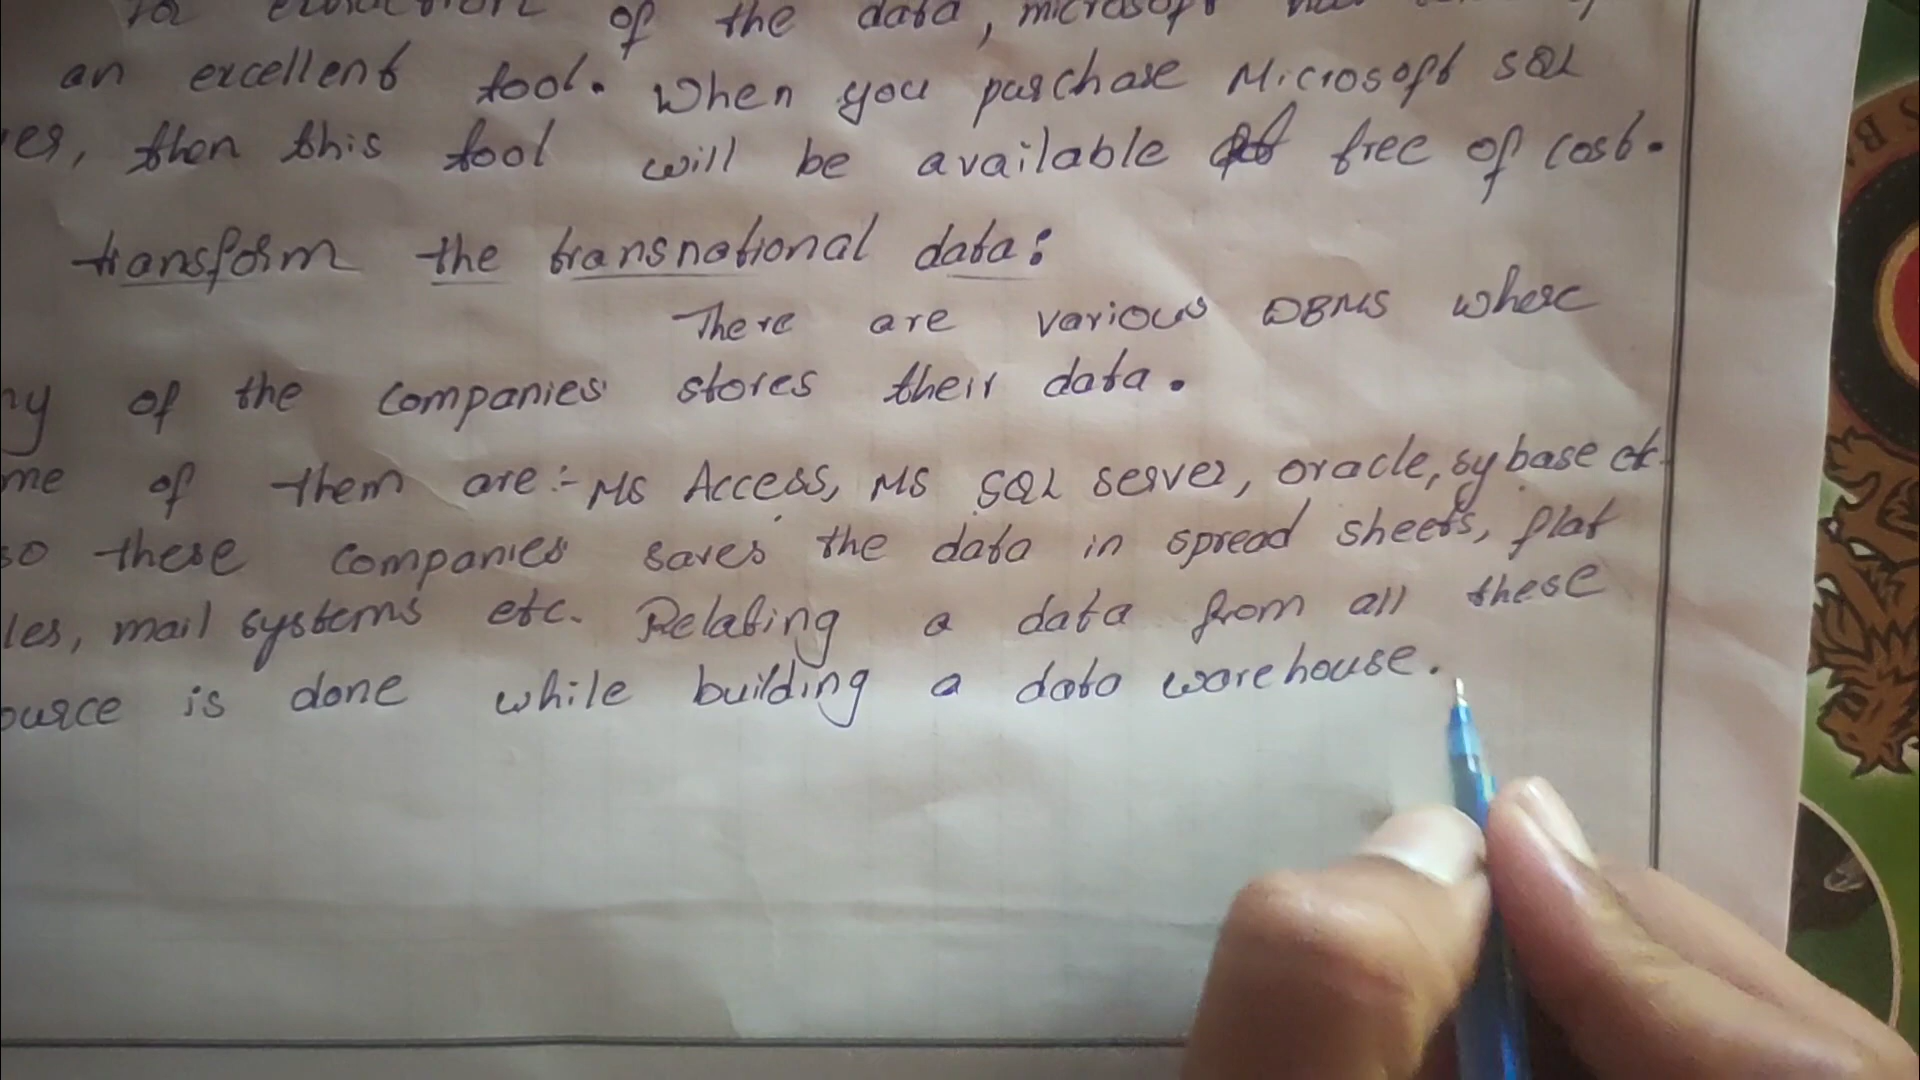 of the data, microsoft
an excellent tool. When you purchase Microsoft SQL
er, then this tool will be available free of cost.
transform the transnational data:
There are various DBMS where
ny of the companies stores their data.
me of them are:- MS Access, MS SQL server, oracle, sybase etc
so these companies saves the data in spread sheets, flat
les, mail systems etc. Relating a data from all these
ource is done while building a data warehouse.